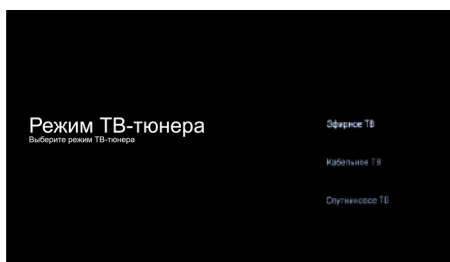 Режим ТВ-тюнера
Выберите режим ТВ-тюнера
Эфирное ТВ
Кабельное ТВ
Спутниковое ТВ